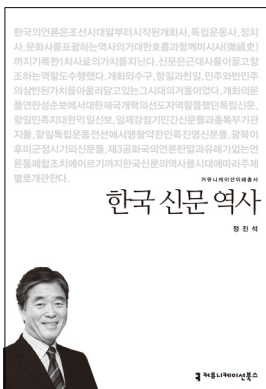 한국의언론은조선시대말부터시작된개화사,독립운동사,정치
사,문화사를포괄하는역사의거대한흐름과함께미시사(微視史)
까지기록한1차사료의가치를지닌다.신문은근대사를이끌고창
조하는역할도수행했다.개화와수구,항일과친일,민주와반민주
의상반된가치들이올러담고있는그시대의거울이었다.개화의문
을연한성순보에서대한제국개혁의선도자역할했던독립신문,
항일민족지대한매일신보,일제강점기민간신문들과총독부기관
지들,항일독립운동전선에서맹활약한민족진영신문들,광복이
후미군정시기의신문들,제3공화국의언론탄압과유례가없는언
론통폐합조치에이르기까지한국신문의역사를시대에따라주제
별로개관한다.
커뮤니케이션이해총서
한국 신문 역사
정진석
커뮤니케이션북스